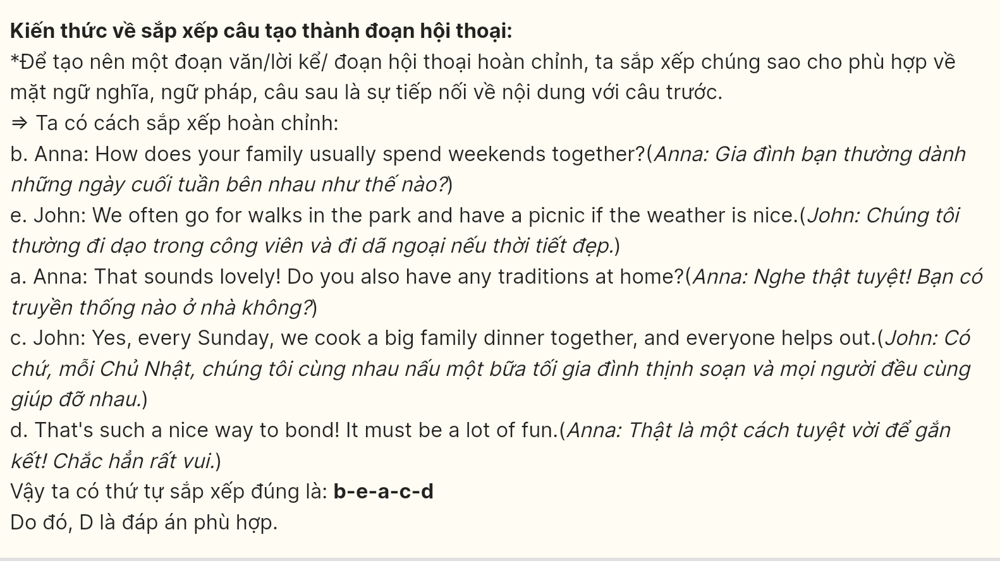 Kiến thức về sắp xếp câu tạo thành đoạn hội thoại:
*Để tạo nên một đoạn văn/lời kể/ đoạn hội thoại hoàn chỉnh, ta sắp xếp chúng sao cho phù hợp về
mặt ngữ nghĩa, ngữ pháp, câu sau là sự tiếp nối về nội dung với câu trước.
⇒ Ta có cách sắp xếp hoàn chỉnh:
b. Anna: How does your family usually spend weekends together?(Anna: Gia đình bạn thường dành
những ngày cuối tuần bên nhau như thế nào?)
e. John: We often go for walks in the park and have a picnic if the weather is nice.(John: Chúng tôi
thường đi dạo trong công viên và đi dã ngoại nếu thời tiết đẹp.)
a. Anna: That sounds lovely! Do you also have any traditions at home?(Anna: Nghe thật tuyệt! Bạn có
truyền thống nào ở nhà không?)
c. John: Yes, every Sunday, we cook a big family dinner together, and everyone helps out.(John: Có
chứ, mỗi Chủ Nhật, chúng tôi cùng nhau nấu một bữa tối gia đình thịnh soạn và mọi người đều cùng
giúp đỡ nhau.)
d. That's such a nice way to bond! It must be a lot of fun.(Anna: Thật là một cách tuyệt vời để gắn
kết! Chắc hẳn rất vui.)
Vậy ta có thứ tự sắp xếp đúng là: b-e-a-c-d
Do đó, D là đáp án phù hợp.